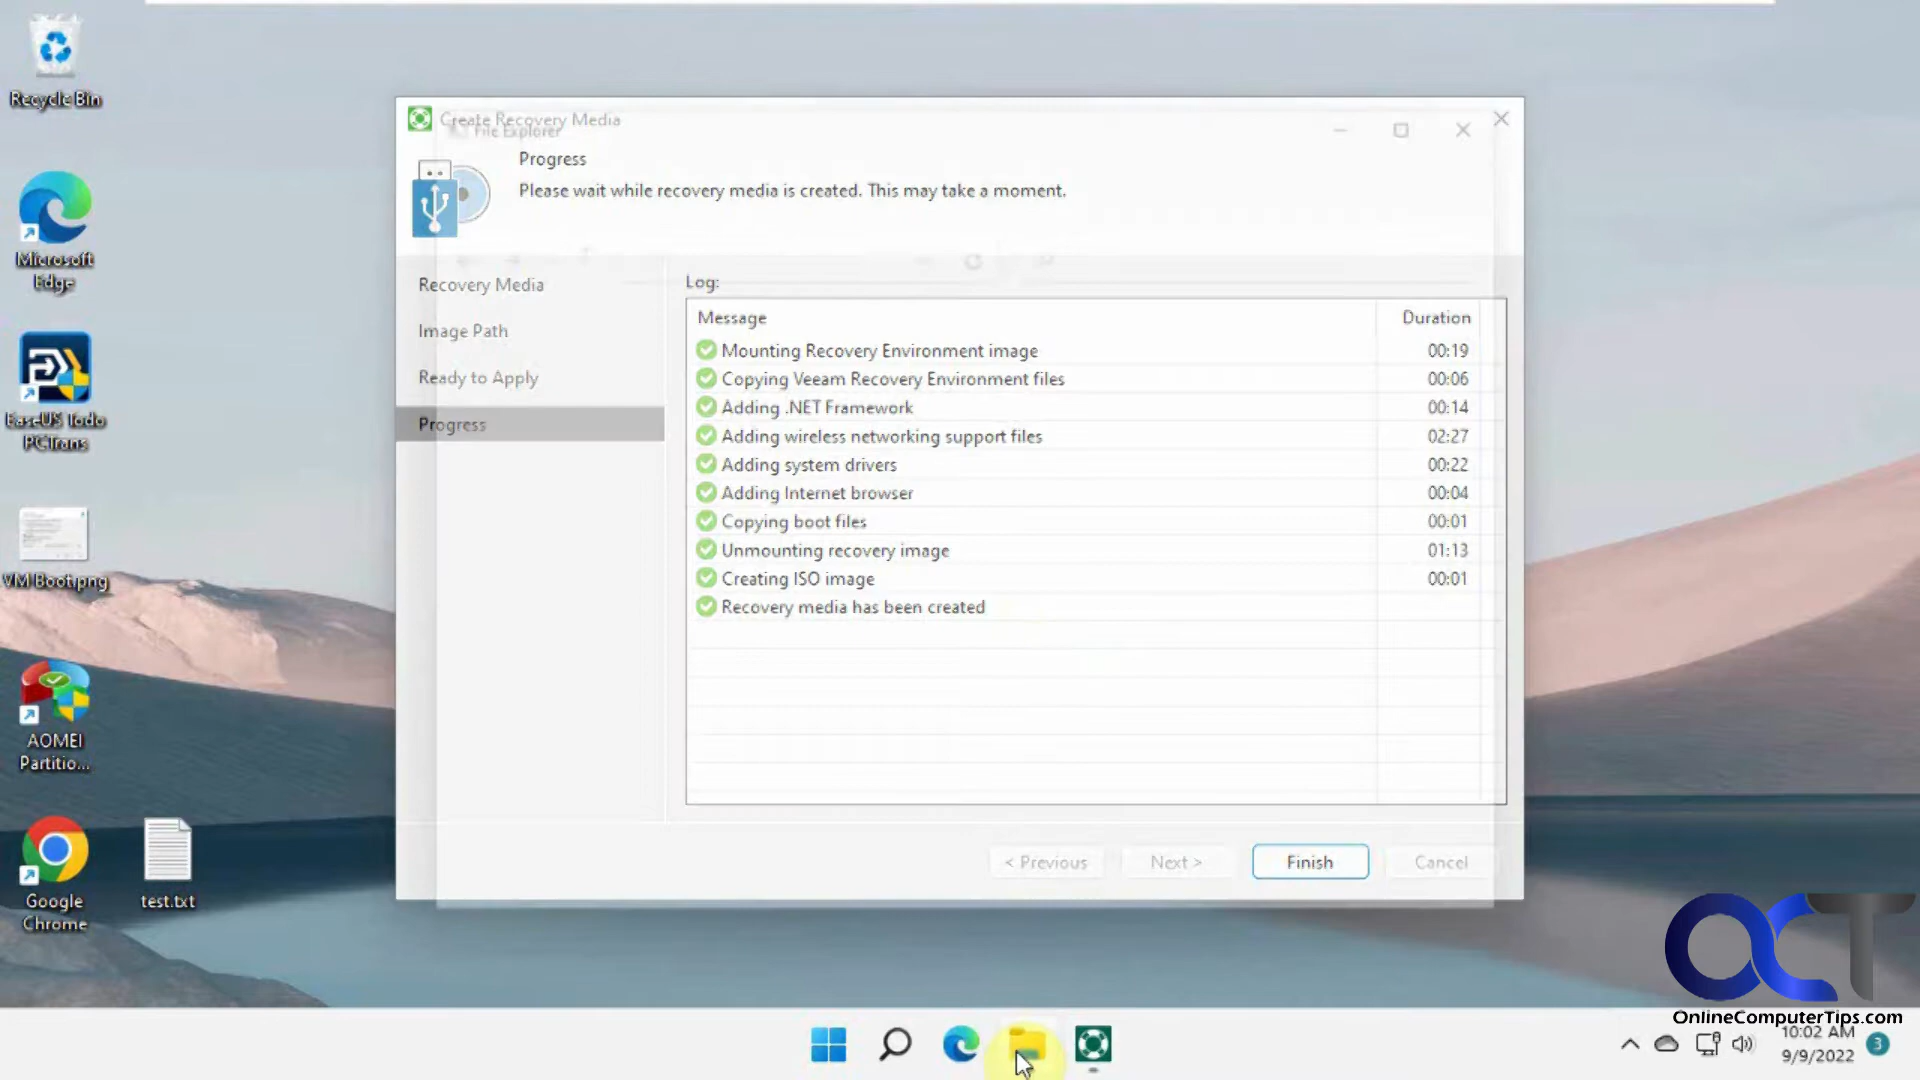 Recycle Bin
Microsoft
Edge
EaseUS Todo
PCTrans
VM Boot.png
AOMEI
Partitio...
Google
Chrome
test.txt
Create Recovery Media
File Explorer
Progress
Please wait while recovery media is created. This may take a moment.
Recovery Media
Image Path
Ready to Apply
Progress
Log:
Message Duration
Mounting Recovery Environment image 00:19
Copying Veeam Recovery Environment files 00:06
Adding .NET Framework 00:14
Adding wireless networking support files 02:27
Adding system drivers 00:22
Adding Internet browser 00:04
Copying boot files 00:01
Unmounting recovery image 01:13
Creating ISO image 00:01
Recovery media has been created
< Previous Next > Finish Cancel
OCT
OnlineComputerTips.com
10:02 AM
9/9/2022
3